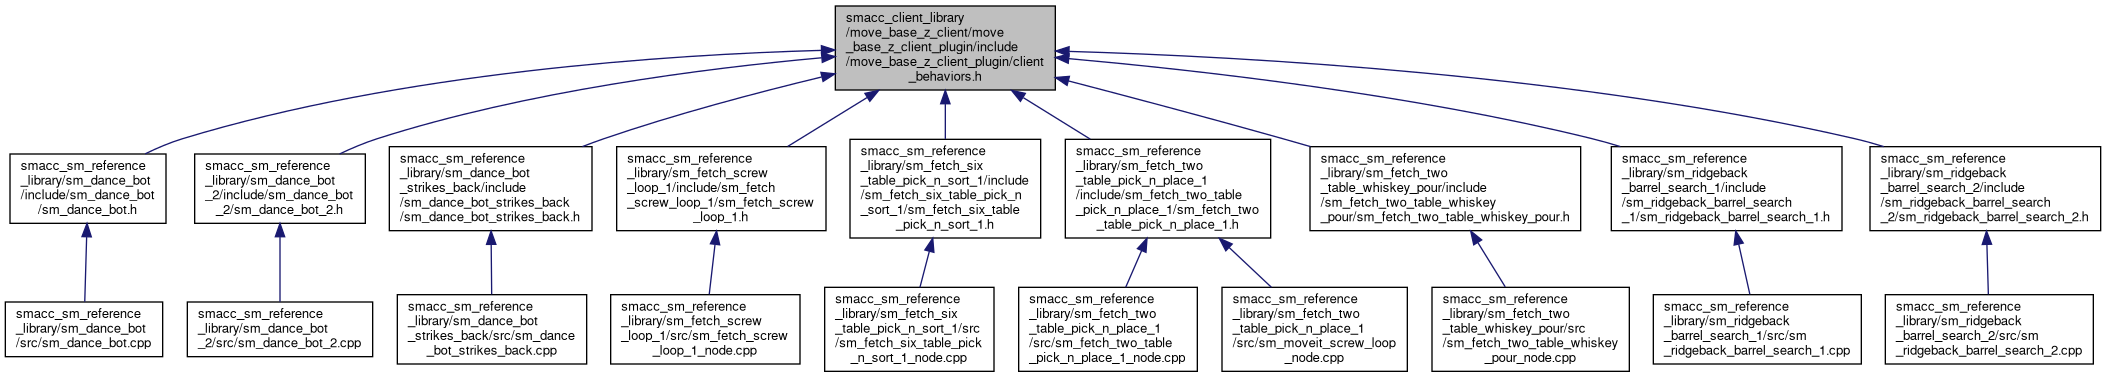 smacc_client_library
/move_base_z_client/move
_base_z_client_plugin/include
/move_base_z_client_plugin/client
_behaviors.h
smacc_sm_reference
_library/sm_dance_bot
/include/sm_dance_bot
/sm_dance_bot.h
smacc_sm_reference
_library/sm_dance_bot
_2/include/sm_dance_bot
_2/sm_dance_bot_2.h
smacc_sm_reference
_library/sm_dance_bot
_strikes_back/include
/sm_dance_bot_strikes_back
/sm_dance_bot_strikes_back.h
smacc_sm_reference
_library/sm_fetch_screw
_loop_1/include/sm_fetch
_screw_loop_1/sm_fetch_screw
_loop_1.h
smacc_sm_reference
_library/sm_fetch_six
_table_pick_n_sort_1/include
/sm_fetch_six_table_pick_n
_sort_1/sm_fetch_six_table
_pick_n_sort_1.h
smacc_sm_reference
_library/sm_fetch_two
_table_pick_n_place_1
/include/sm_fetch_two_table
_pick_n_place_1/sm_fetch_two
_table_pick_n_place_1.h
smacc_sm_reference
_library/sm_fetch_two
_table_whiskey_pour/include
/sm_fetch_two_table_whiskey
_pour/sm_fetch_two_table_whiskey_pour.h
smacc_sm_reference
_library/sm_ridgeback
_barrel_search_1/include
/sm_ridgeback_barrel_search
_1/sm_ridgeback_barrel_search_1.h
smacc_sm_reference
_library/sm_ridgeback
_barrel_search_2/include
/sm_ridgeback_barrel_search
_2/sm_ridgeback_barrel_search_2.h
smacc_sm_reference
_library/sm_dance_bot
/src/sm_dance_bot.cpp
smacc_sm_reference
_library/sm_dance_bot
_2/src/sm_dance_bot_2.cpp
smacc_sm_reference
_library/sm_dance_bot
_strikes_back/src/sm_dance
_bot_strikes_back.cpp
smacc_sm_reference
_library/sm_fetch_screw
_loop_1/src/sm_fetch_screw
_loop_1_node.cpp
smacc_sm_reference
_library/sm_fetch_six
_table_pick_n_sort_1/src
/sm_fetch_six_table_pick
_n_sort_1_node.cpp
smacc_sm_reference
_library/sm_fetch_two
_table_pick_n_place_1
/src/sm_fetch_two_table
_pick_n_place_1_node.cpp
smacc_sm_reference
_library/sm_fetch_two
_table_pick_n_place_1
/src/sm_moveit_screw_loop
_node.cpp
smacc_sm_reference
_library/sm_fetch_two
_table_whiskey_pour/src
/sm_fetch_two_table_whiskey
_pour_node.cpp
smacc_sm_reference
_library/sm_ridgeback
_barrel_search_1/src/sm
_ridgeback_barrel_search_1.cpp
smacc_sm_reference
_library/sm_ridgeback
_barrel_search_2/src/sm
_ridgeback_barrel_search_2.cpp